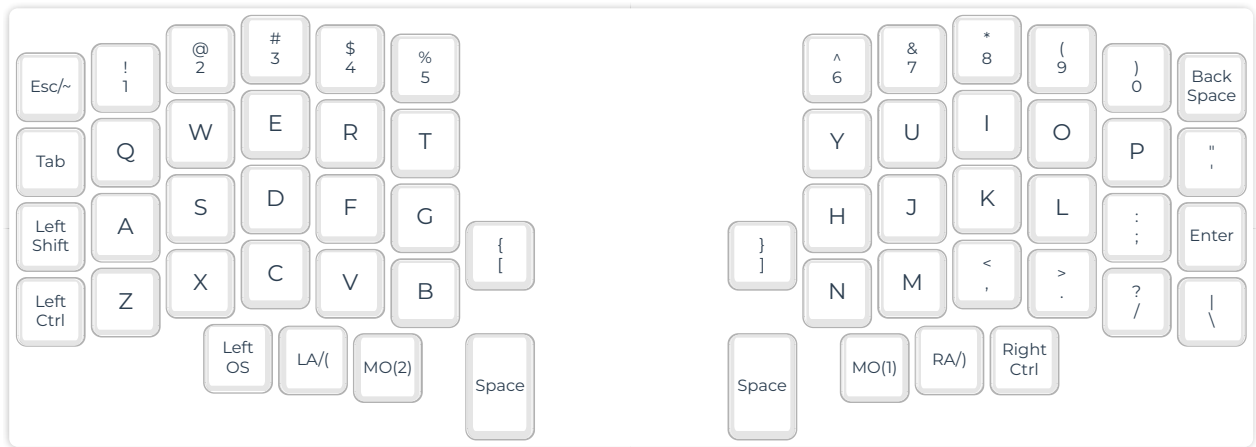 Esc/~
!
1
@
2
#
3
$
4
%
5
^
6
&
7
*
8
(
9
)
0
Back
Space
Tab
Q
W
E
R
T
Y
U
I
O
P
"
'
Left
Shift
A
S
D
F
G
{
[
}
]
H
J
K
L
:
;
Enter
Left
Ctrl
Z
X
C
V
B
N
M
<
,
>
.
?
/
|
\
Left
OS
LA/(
MO(2)
Space
Space
MO(1)
RA/)
Right
Ctrl